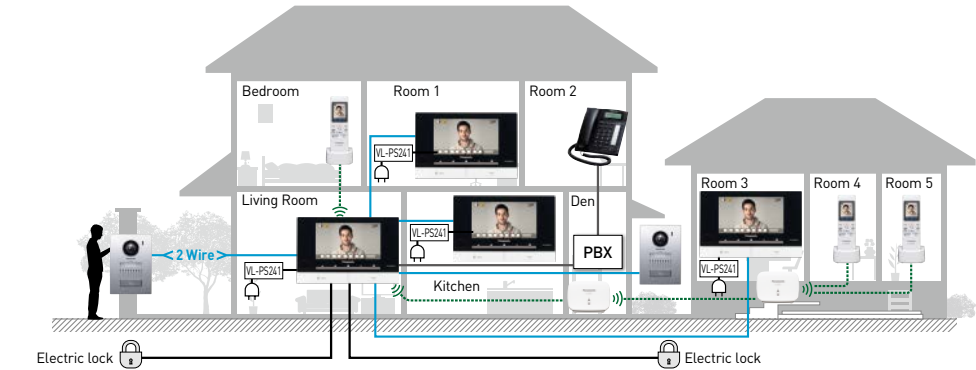 Bedroom
Room 1
Room 2
VL-PS241
Room 3
Room 4
Room 5
Living Room
Den
2 Wire
VL-PS241
VL-PS241
PBX
VL-PS241
Kitchen
Electric lock
Electric lock